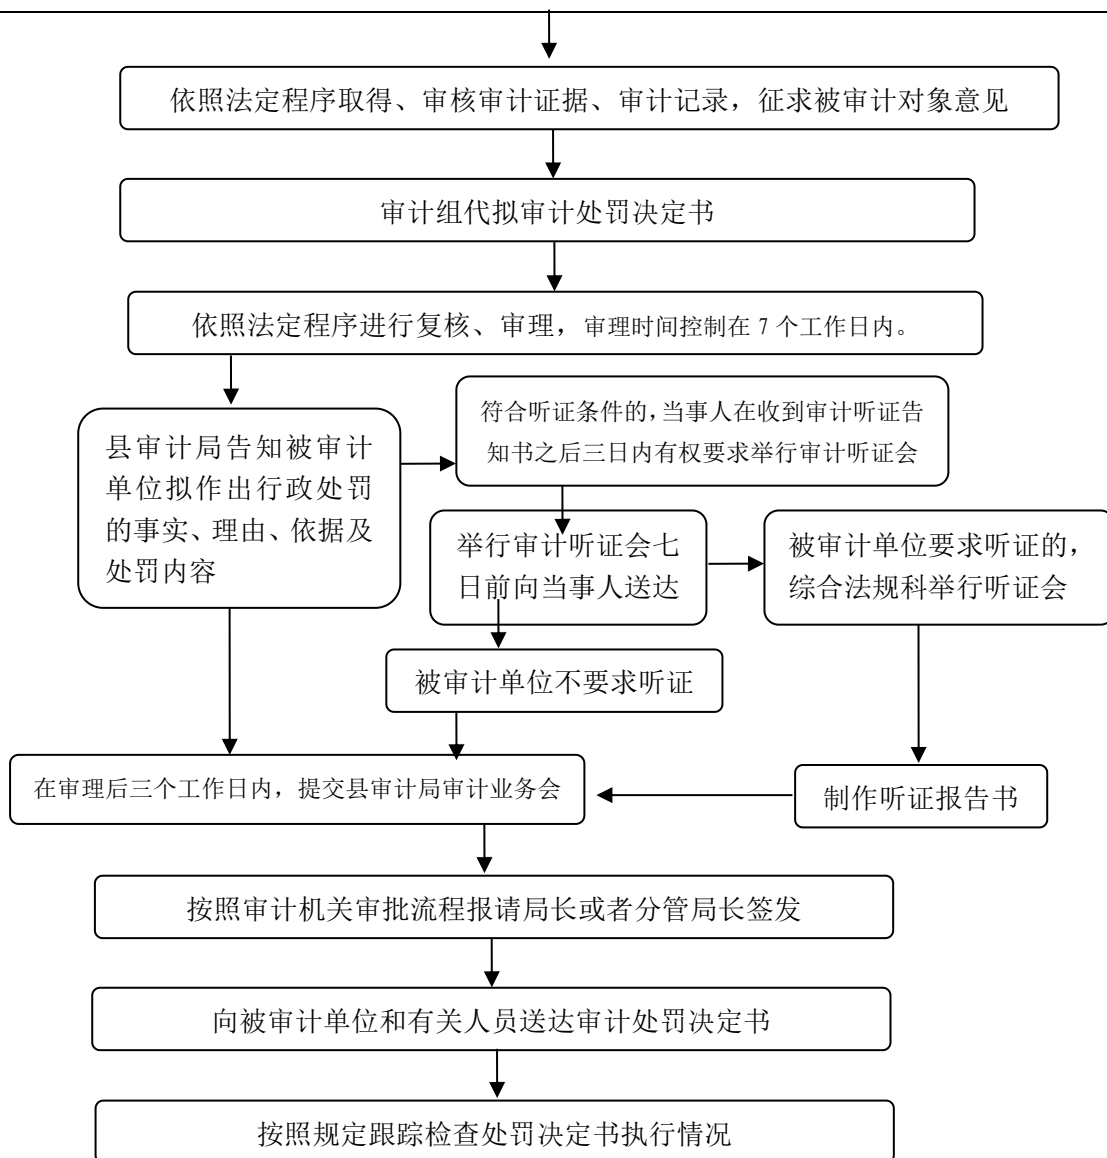 依照法定程序取得、审核审计证据、审计记录，征求被审计对象意见
审计组代拟审计处罚决定书
依照法定程序进行复核、审理，审理时间控制在 7 个工作日内。
县审计局告知被审计
单位拟作出行政处罚
的事实、理由、依据及
处罚内容
符合听证条件的，当事人在收到审计听证告
知书之后三日内有权要求举行审计听证会
举行审计听证会七
日前向当事人送达
被审计单位要求听证的，
综合法规科举行听证会
被审计单位不要求听证
在审理后三个工作日内，提交县审计局审计业务会
制作听证报告书
按照审计机关审批流程报请局长或者分管局长签发
向被审计单位和有关人员送达审计处罚决定书
按照规定跟踪检查处罚决定书执行情况